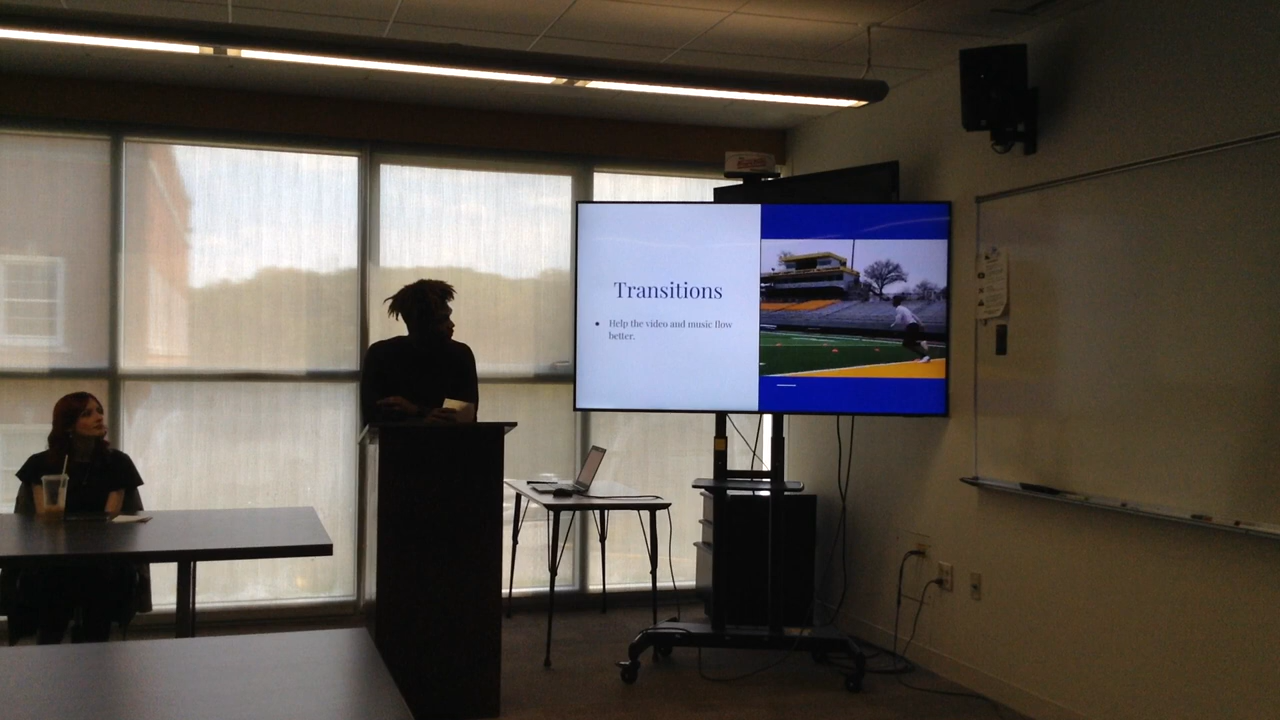 Transitions
• Help the video and music flow
better.